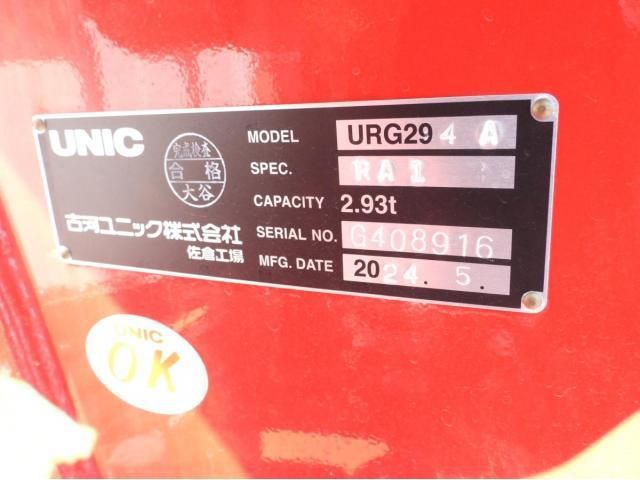 UNIC
完成検査
合格
大谷
古河ユニック株式会社
佐倉工場
MODEL URG294A
SPEC. RA1
CAPACITY 2.93t
SERIAL NO. G408916
MFG. DATE 2024. 5.
UNIC
OK